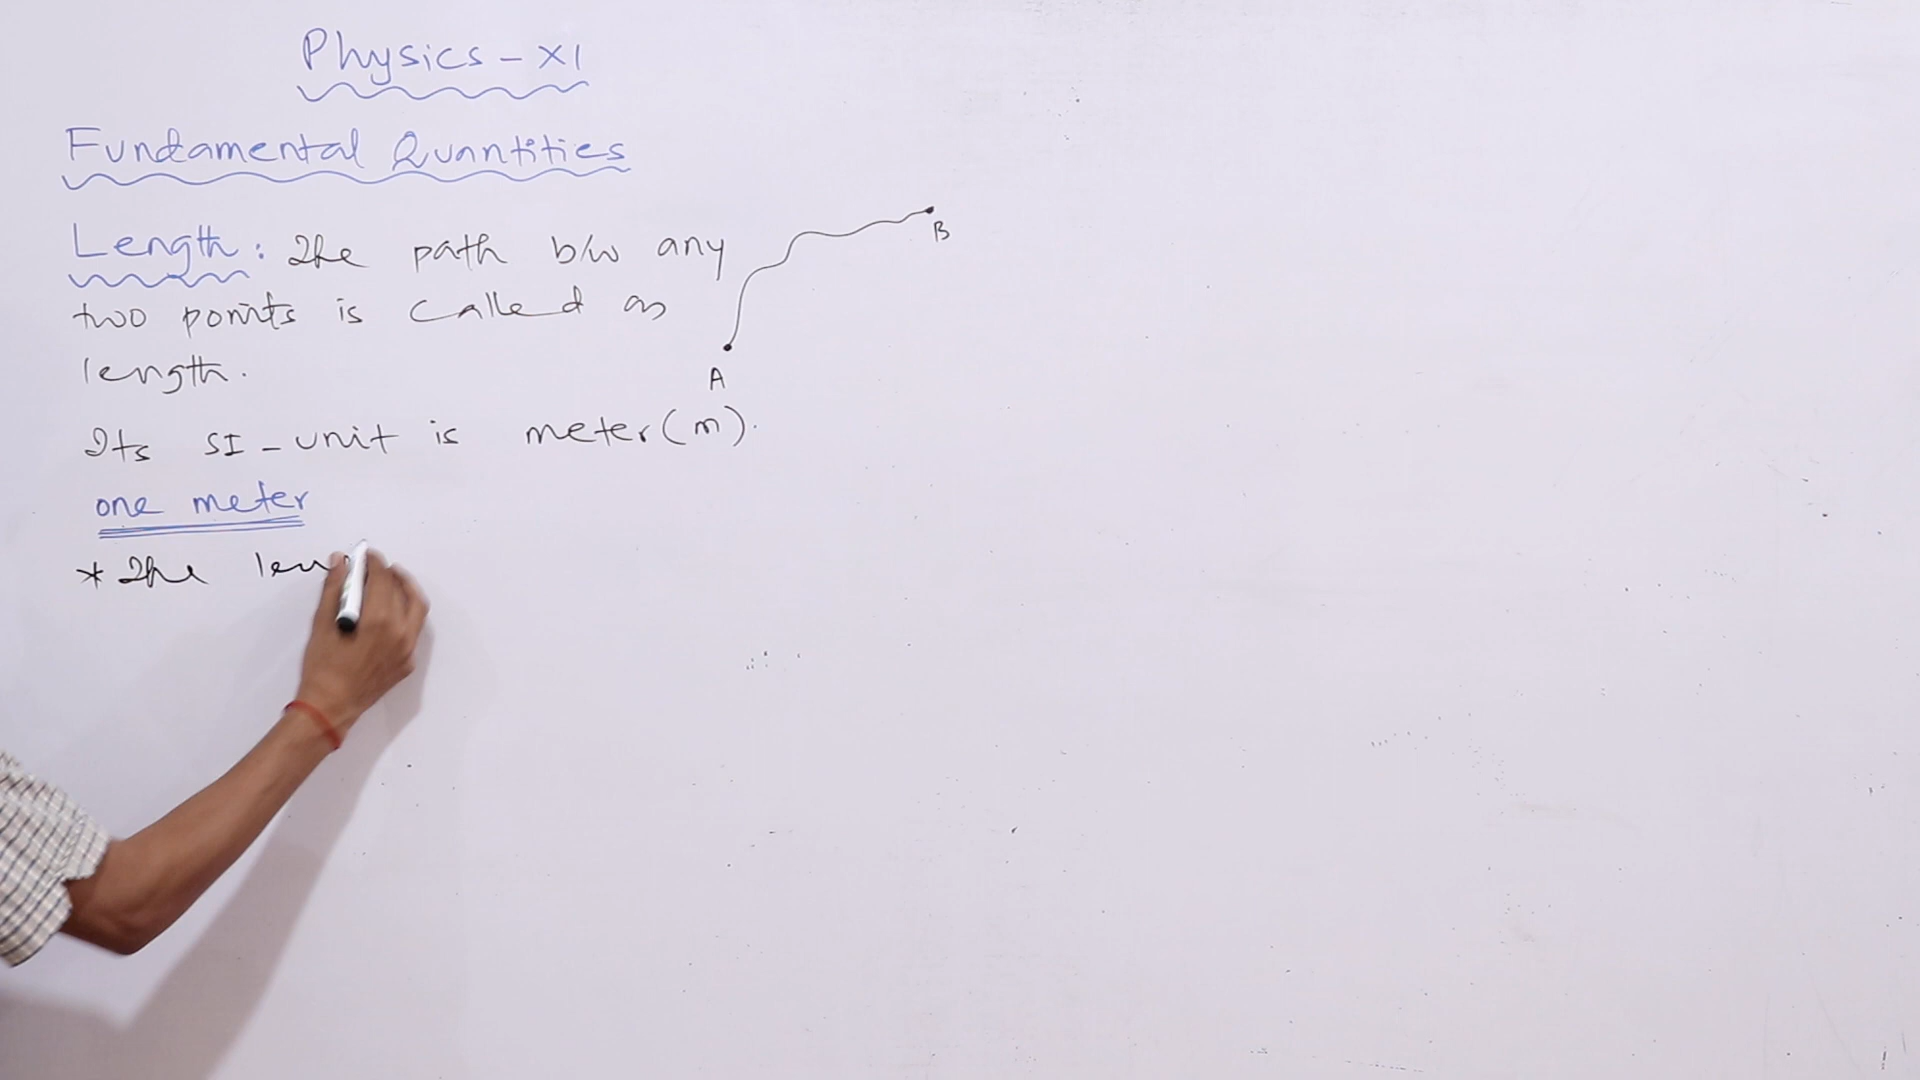 Physics - XI
Fundamental Quantities
Length: The path b/w any
two points is called as
length.
A
B
Its SI-unit is meter(m).
one meter
* The len